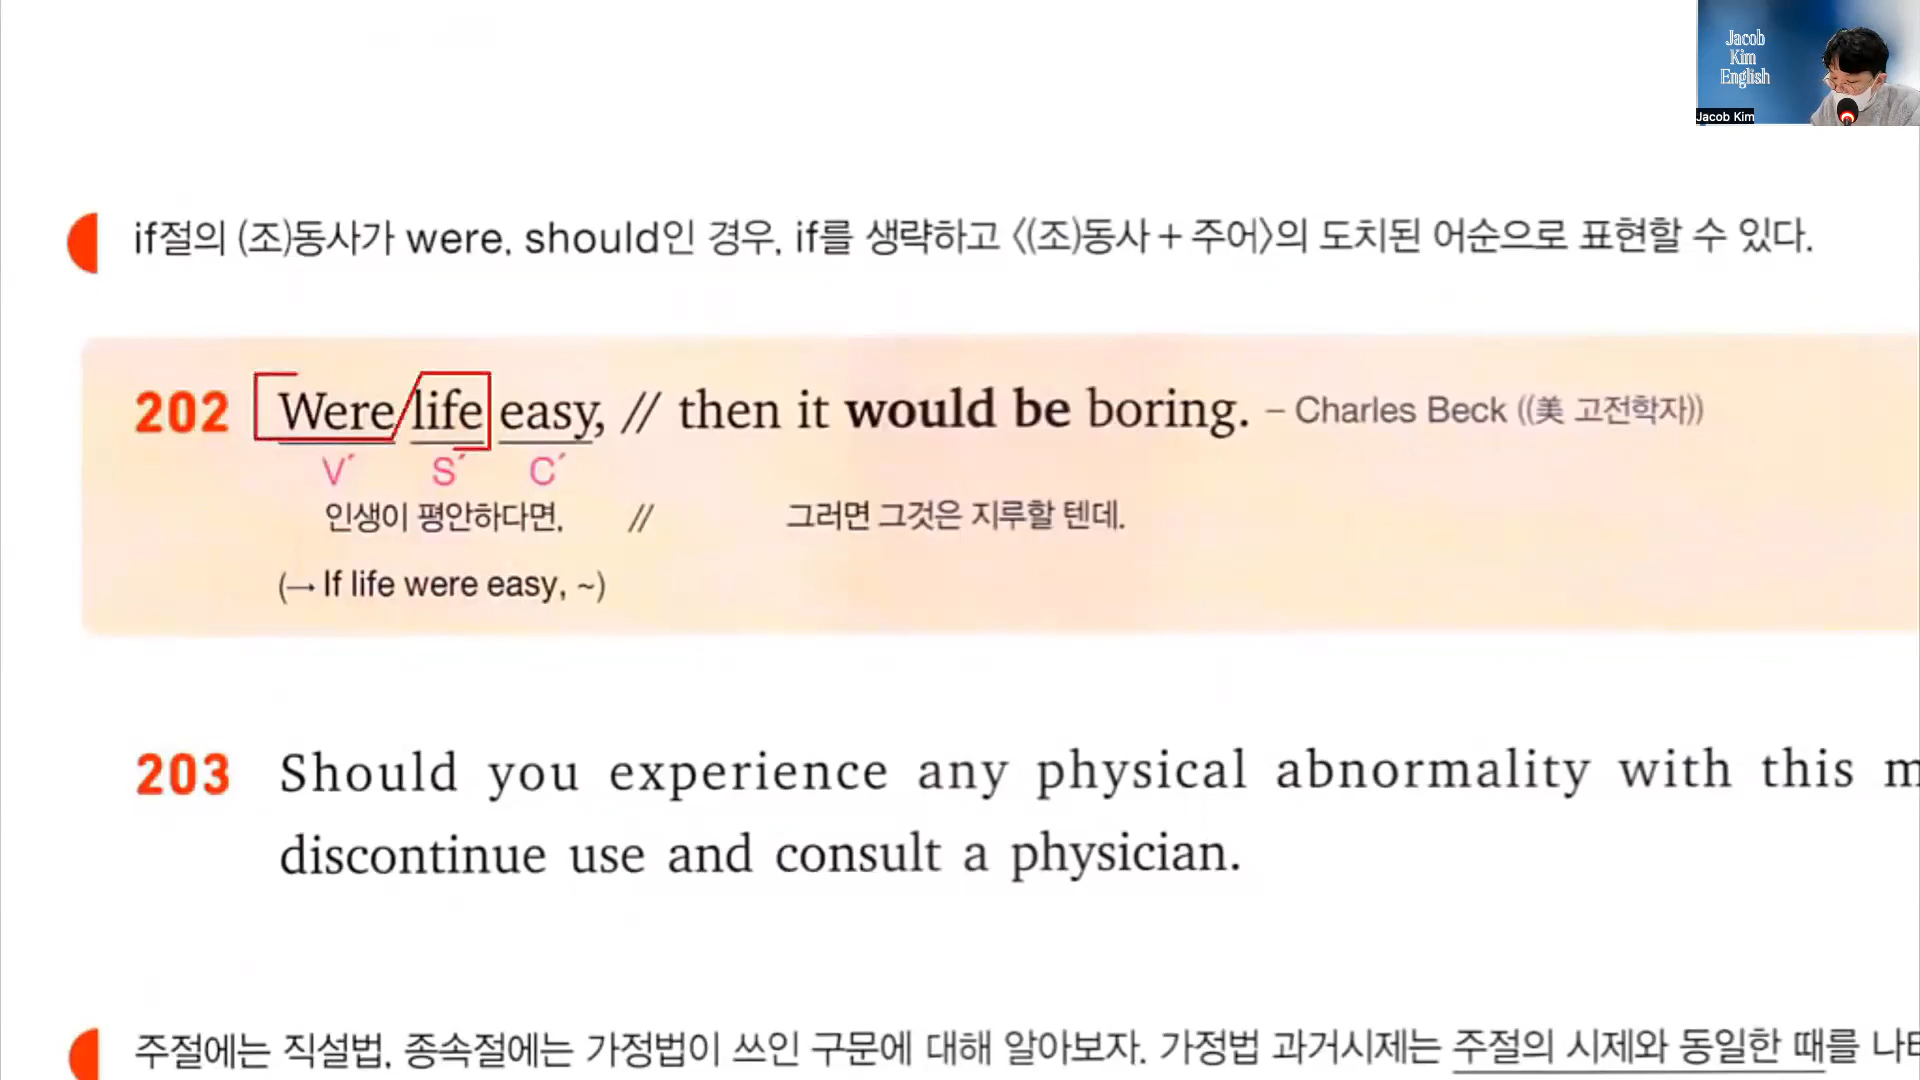 Jacob
Kim
English
Jacob Kim
if절의 (조)동사가 were, should인 경우, if를 생략하고 〈(조)동사 + 주어〉의 도치된 어순으로 표현할 수 있다.
202 Were life easy, // then it would be boring. – Charles Beck ((美 고전학자))
V´ S´ C´
인생이 평안하다면, // 그러면 그것은 지루할 텐데.
(→ If life were easy, ~)
203 Should you experience any physical abnormality with this
discontinue use and consult a physician.
주절에는 직설법, 종속절에는 가정법이 쓰인 구문에 대해 알아보자. 가정법 과거시제는 주절의 시제와 동일한 때를